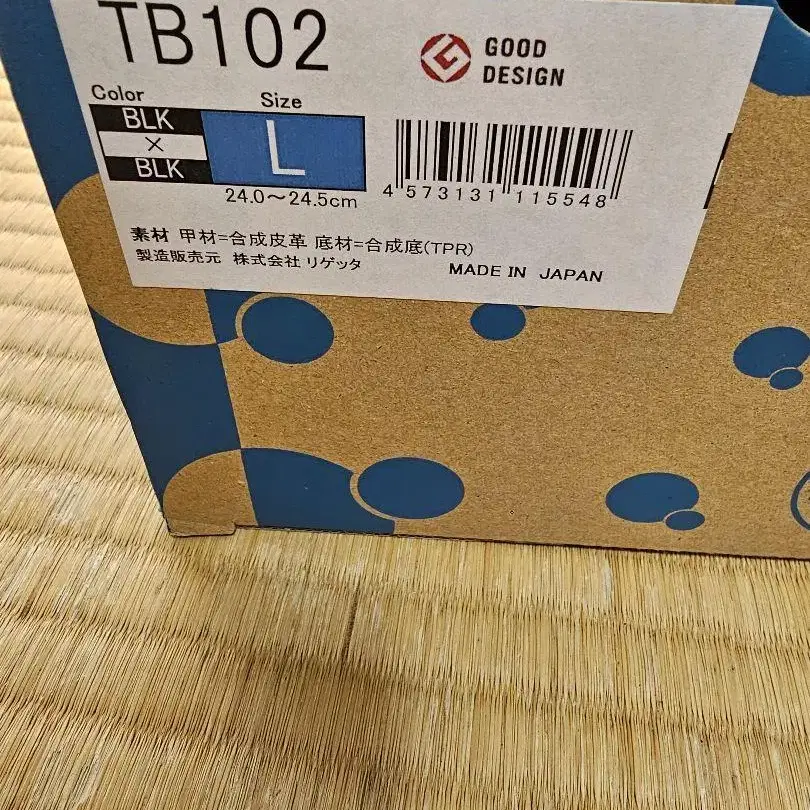 TB102
GOOD
DESIGN
Color
Size
BLK
×
BLK
L
24.0～24.5cm
4 573131 115548
素材 甲材=合成皮革 底材=合成底(TPR)
製造販売元 株式会社 リゲッタ
MADE IN JAPAN